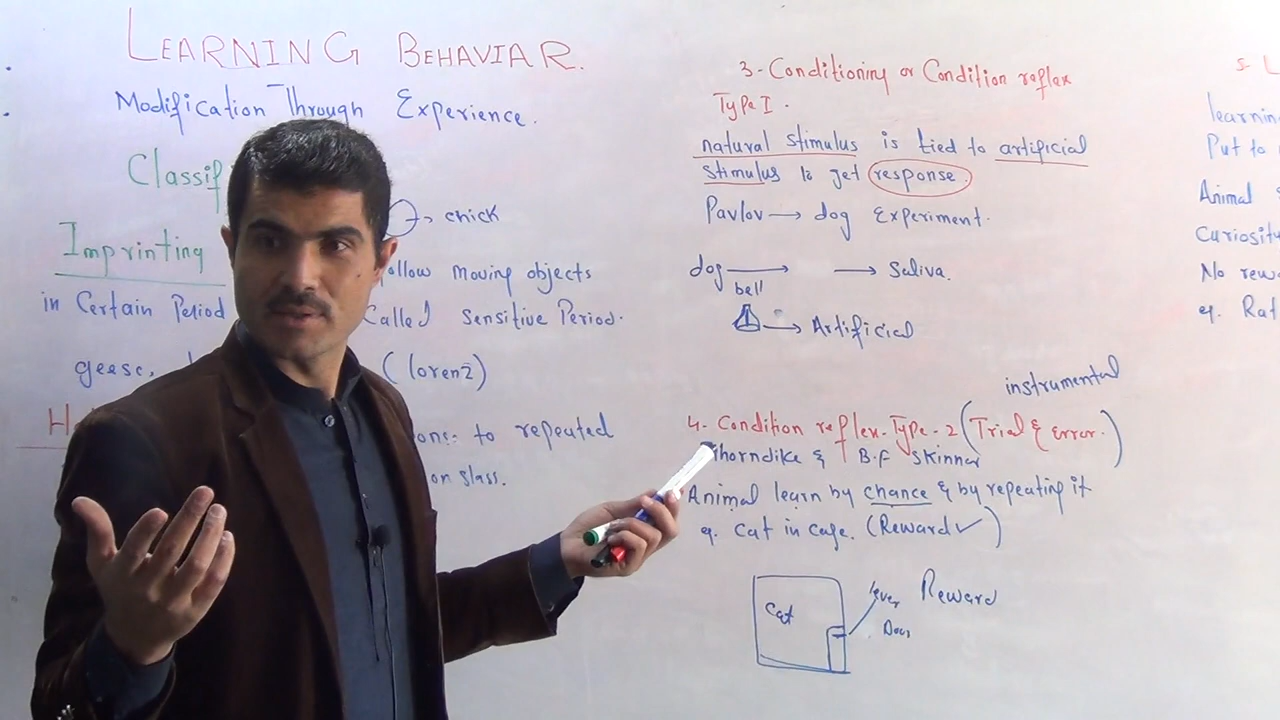 LEARNING BEHAVIAR.
Modification Through Experience.
Classif
Imprinting → chick
follow moving objects
in Certain Period Called Sensitive Period.
geese, (lorenz)
H
ons: to repeated
on glass.
3- Conditioning or Condition reflex
Type I.
natural stimulus is tied to artificial
stimulus to get response.
Pavlov → dog Experiment.
dog → → Saliva.
bell
→ Artificial
instrumental
4- Condition reflex-Type-2 (Trial & Error.)
Thorndike & B.F Skinner
Animal learn by chance & by repeating it
eg. Cat in cage. (Reward ✓)
Cat
lever Reward
Door
5- L
learnin
Put to
Animal
Curiosity
No rew
eg. Rat